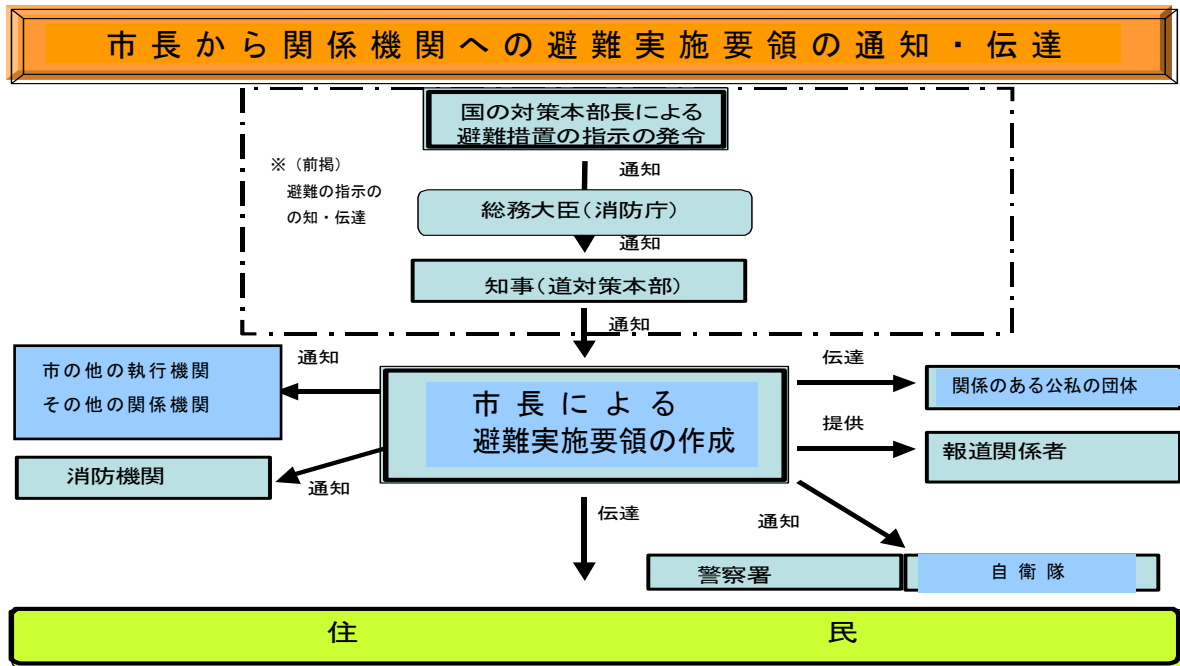 市長から関係機関への避難実施要領の通知・伝達
国の対策本部長による
避難措置の指示の発令
※（前掲）
避難の指示の
の知・伝達
通知
総務大臣（消防庁）
通知
知事（道対策本部）
通知
市の他の執行機関
その他の関係機関
通知
市長による
避難実施要領の作成
伝達
関係のある公私の団体
提供
報道関係者
消防機関
通知
伝達
通知
警察署
自衛隊
住民